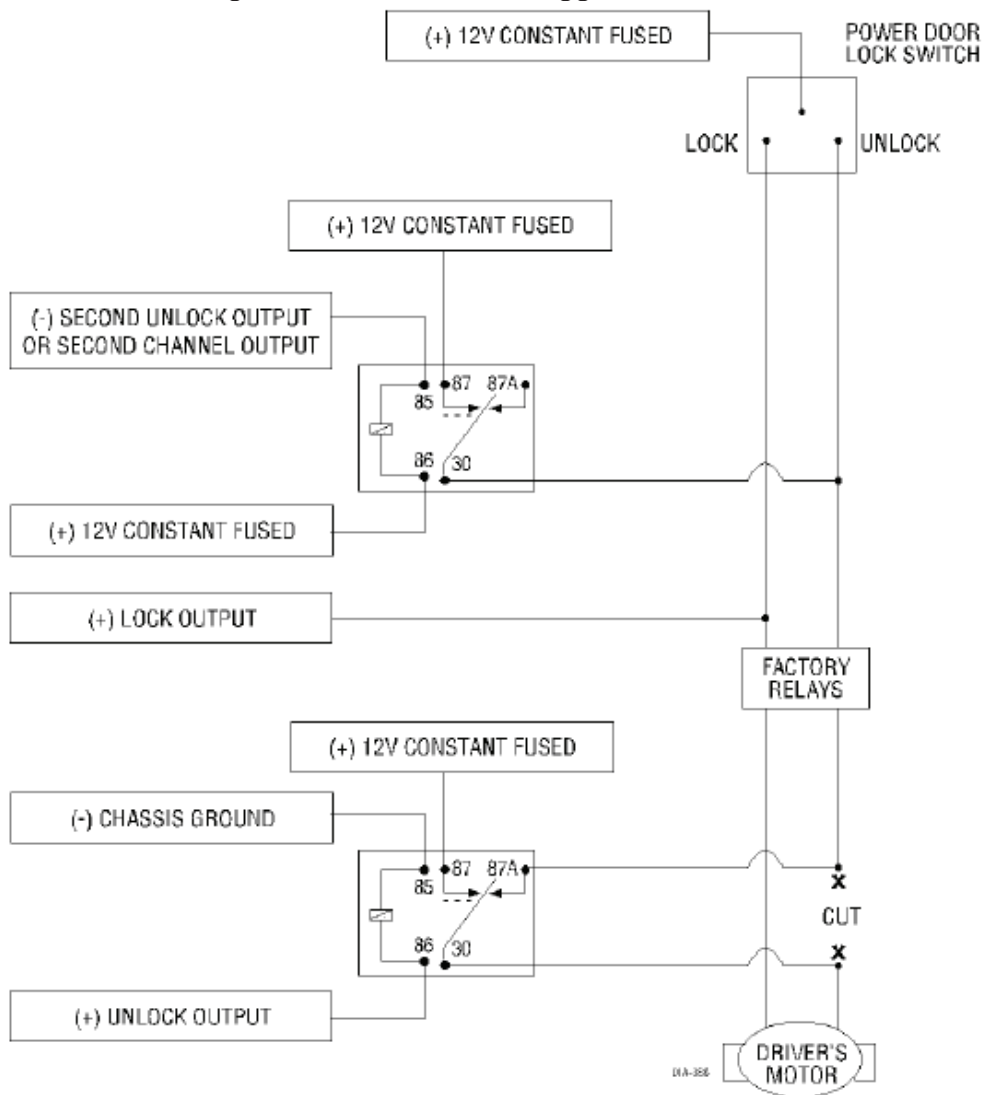 (+) 12V CONSTANT FUSED
POWER DOOR
LOCK SWITCH
LOCK
UNLOCK
(+) 12V CONSTANT FUSED
(-) SECOND UNLOCK OUTPUT
OR SECOND CHANNEL OUTPUT
87 87A
85
86 30
(+) 12V CONSTANT FUSED
(+) LOCK OUTPUT
FACTORY
RELAYS
(+) 12V CONSTANT FUSED
(-) CHASSIS GROUND
87 87A
85
X
CUT
X
86 30
(+) UNLOCK OUTPUT
DRIVER'S
MOTOR